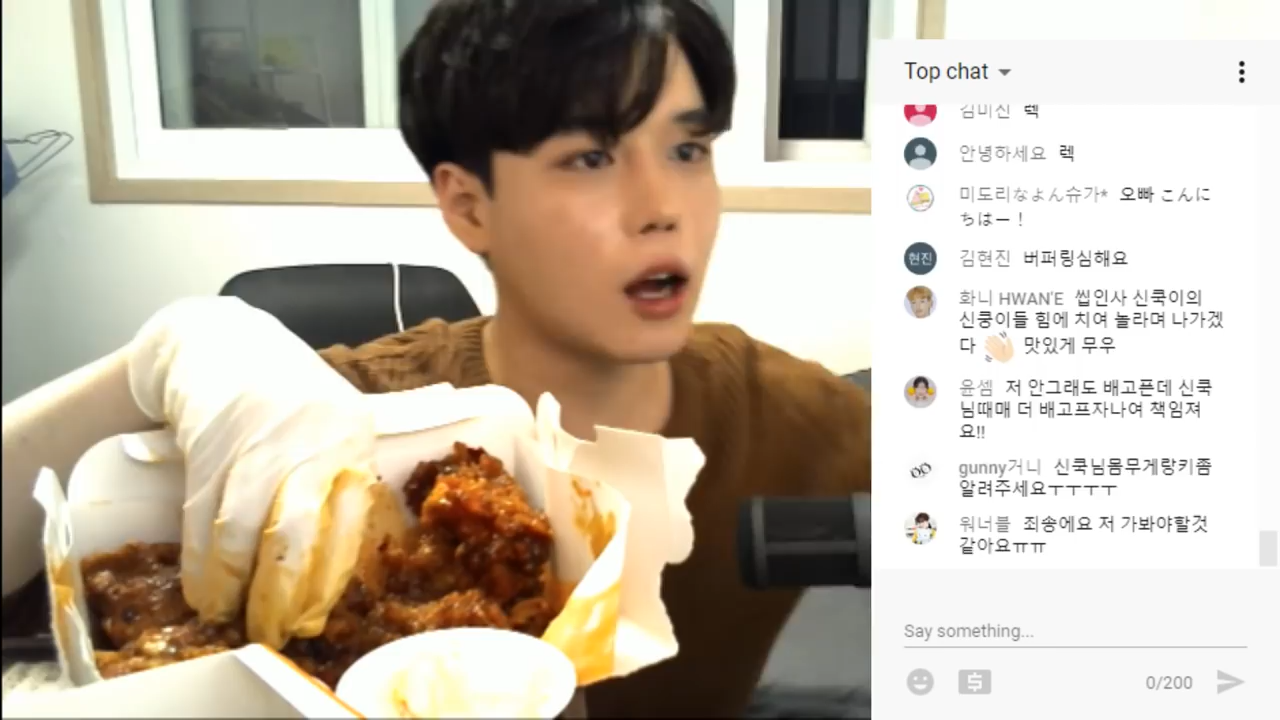 Top chat
김미진 렉
안녕하세요 렉
미도리なよん슈가* 오빠 こんに
ちはー！
현진 김현진 버퍼링심해요
화니 HWAN'E 씹인사 신쿡이의
신쿵이들 힘에 치여 놀라며 나가겠
다 맛있게 무우
윤셈 저 안그래도 배고픈데 신쿡
님때매 더 배고프자나여 책임져
요!!
gunny거니 신쿡님몸무게랑키좀
알려주세요ㅜㅜㅜㅜ
워너블 죄송에요 저 가봐야할것
같아요ㅠㅠ
Say something...
0/200